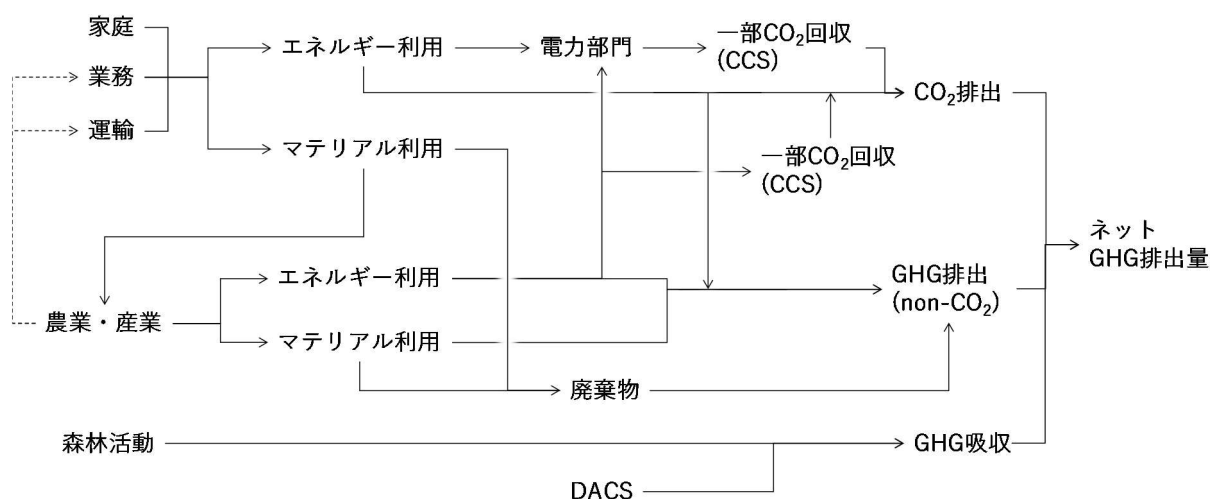 家庭
業務
運輸
エネルギー利用
電力部門
一部CO₂回収
(CCS)
CO₂排出
マテリアル利用
一部CO₂回収
(CCS)
ネット
GHG排出量
農業・産業
エネルギー利用
マテリアル利用
GHG排出
(non-CO₂)
廃棄物
森林活動
GHG吸収
DACS